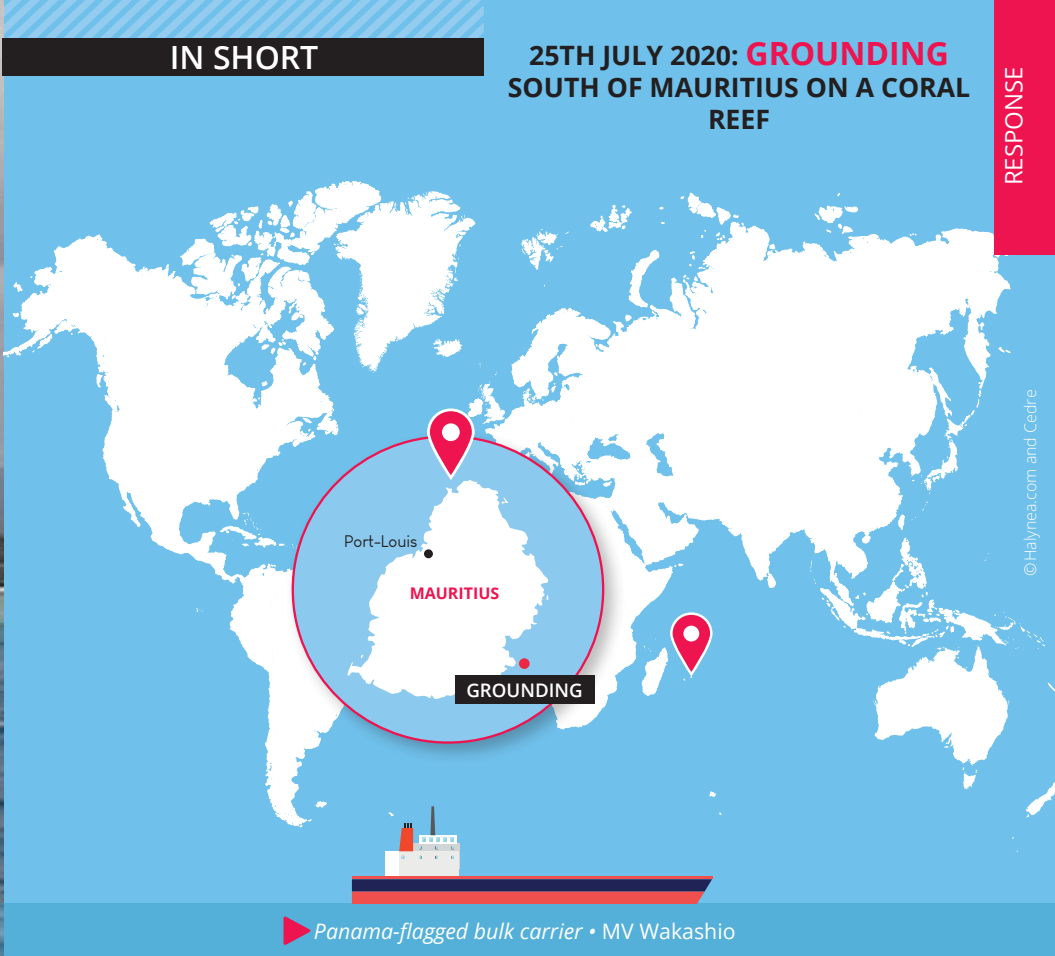 IN SHORT
25TH JULY 2020: GROUNDING
SOUTH OF MAURITIUS ON A CORAL
REEF
RESPONSE
Port-Louis
MAURITIUS
GROUNDING
© Halynea.com and Cedre
Panama-flagged bulk carrier • MV Wakashio